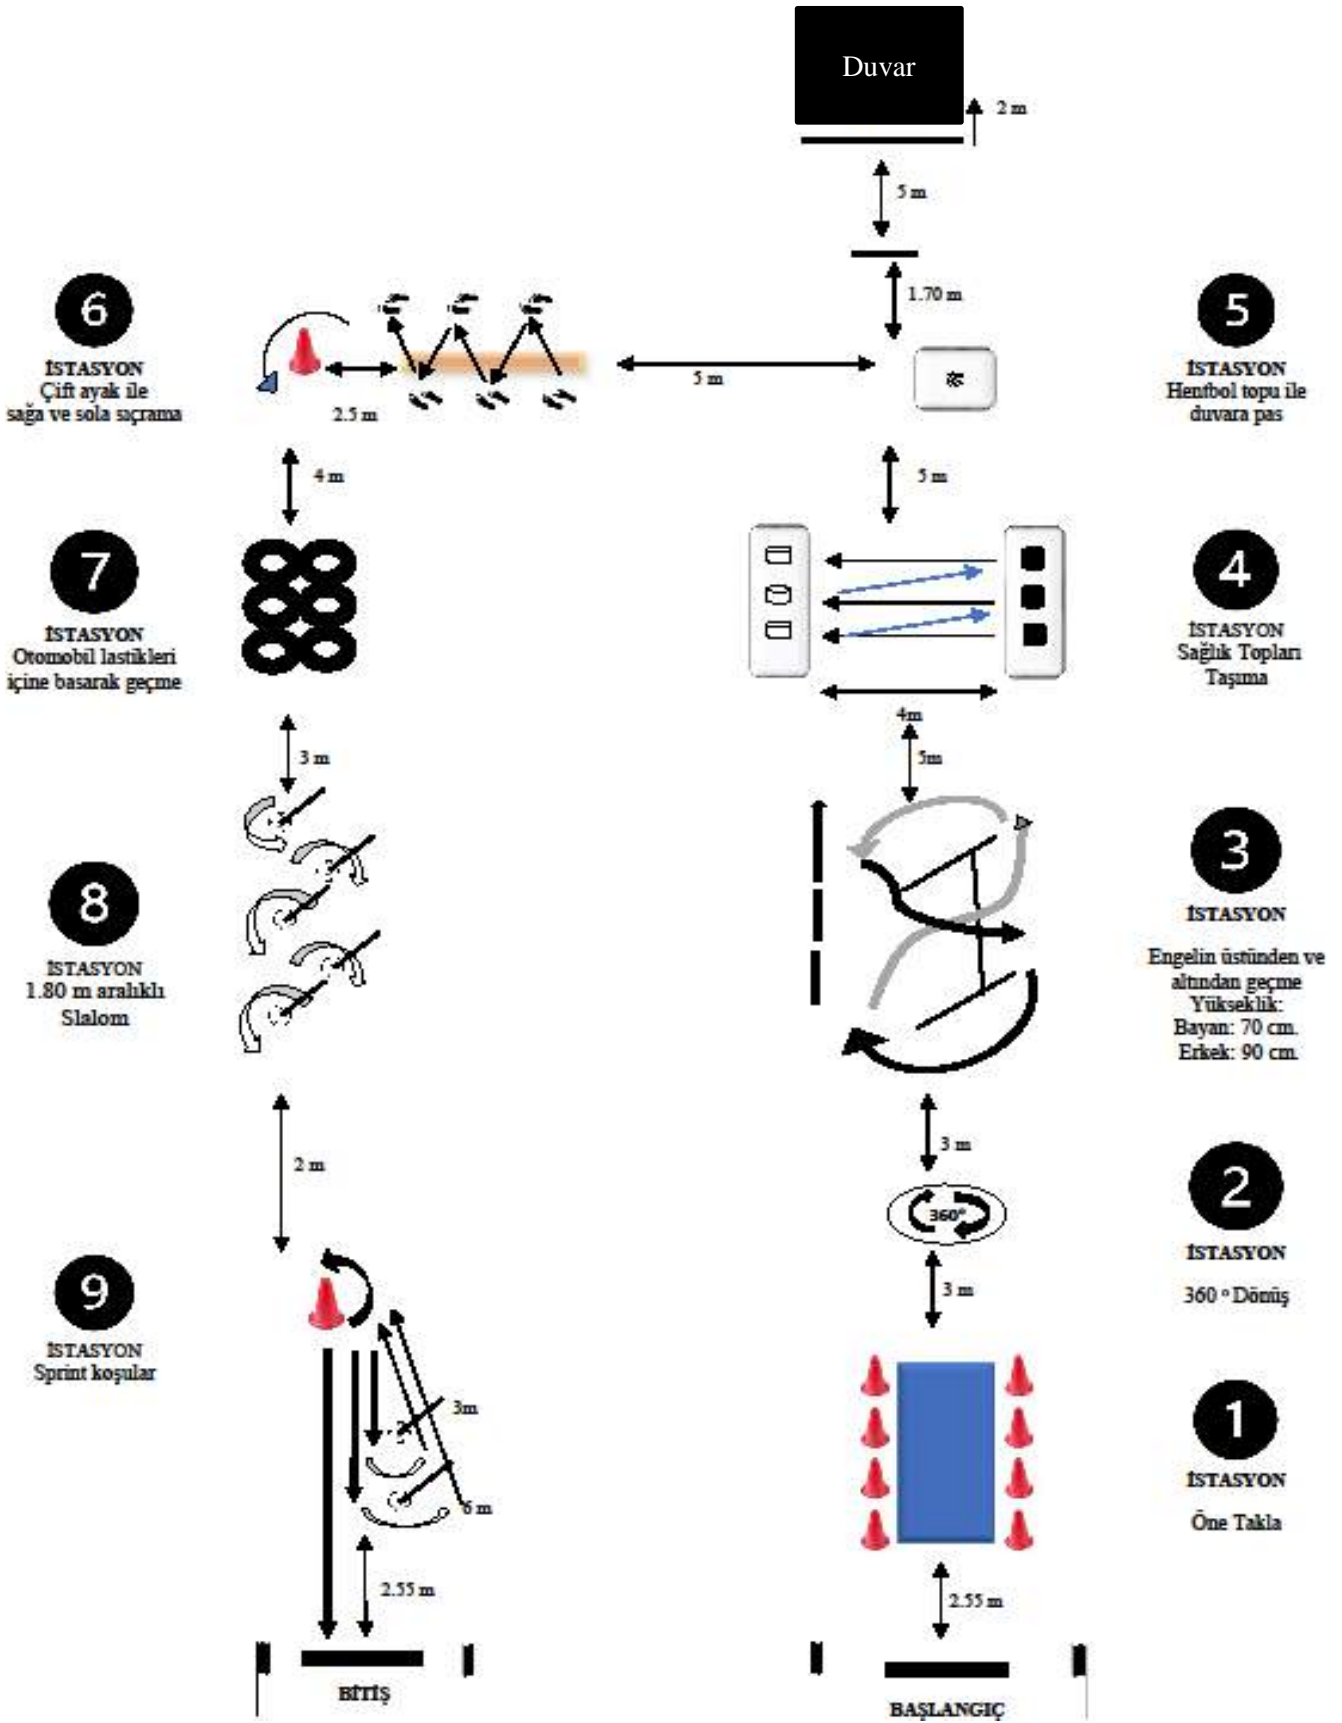 Duvar
2 m
5 m
1.70 m
6
İSTASYON
Çift ayak ile
sağa ve sola sıçrama
2.5 m
5 m
5
İSTASYON
Hentbol topu ile
duvara pas
4 m
5 m
7
İSTASYON
Otomobil lastikleri
içine basarak geçme
4
İSTASYON
Sağlık Topları
Taşıma
4m
5m
3 m
8
İSTASYON
1.80 m aralıklı
Slalom
3
İSTASYON
Engelin üstünden ve
altından geçme
Yükseklik:
Bayan: 70 cm.
Erkek: 90 cm.
2 m
3 m
360°
2
İSTASYON
360 º Dönüş
3 m
9
İSTASYON
Sprint koşular
3m
6 m
2.55 m
1
İSTASYON
Öne Takla
2.55 m
BİTİŞ
BAŞLANGIÇ